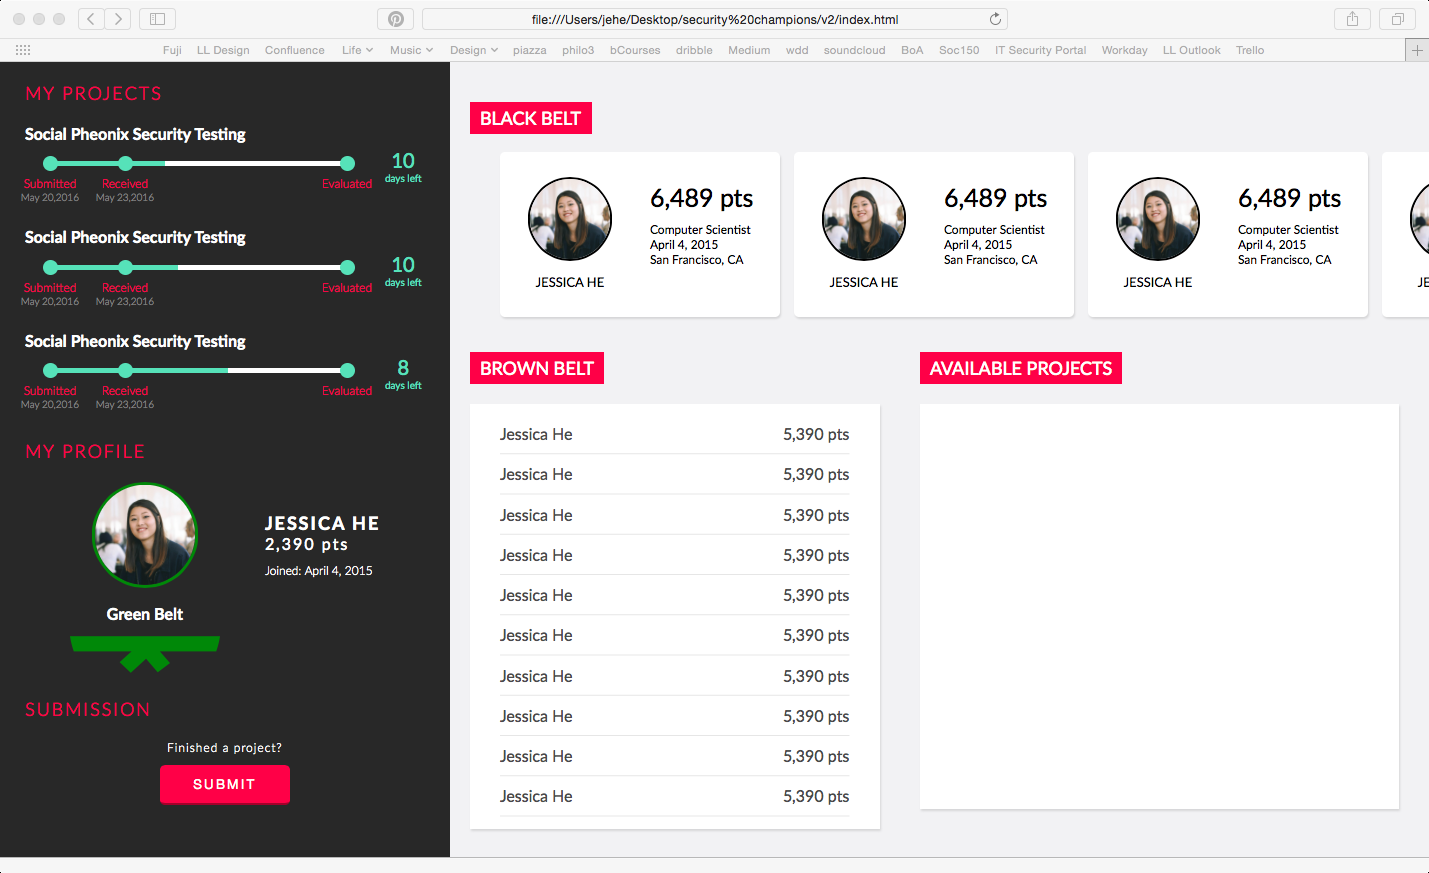 file:///Users/jehe/Desktop/security%20champions/v2/index.html
Fuji LL Design Confluence Life Music Design piazza philo3 bCourses dribble Medium wdd soundcloud BoA Soc150 IT Security Portal Workday LL Outlook Trello
MY PROJECTS
Social Pheonix Security Testing
10
days left
Submitted Received Evaluated
May 20,2016 May 23,2016
Social Pheonix Security Testing
10
days left
Submitted Received Evaluated
May 20,2016 May 23,2016
Social Pheonix Security Testing
8
days left
Submitted Received Evaluated
May 20,2016 May 23,2016
MY PROFILE
JESSICA HE
2,390 pts
Joined: April 4, 2015
Green Belt
SUBMISSION
Finished a project?
SUBMIT
BLACK BELT
6,489 pts
Computer Scientist
April 4, 2015
San Francisco, CA
JESSICA HE
6,489 pts
Computer Scientist
April 4, 2015
San Francisco, CA
JESSICA HE
6,489 pts
Computer Scientist
April 4, 2015
San Francisco, CA
JESSICA HE
JE
BROWN BELT
Jessica He 5,390 pts
Jessica He 5,390 pts
Jessica He 5,390 pts
Jessica He 5,390 pts
Jessica He 5,390 pts
Jessica He 5,390 pts
Jessica He 5,390 pts
Jessica He 5,390 pts
Jessica He 5,390 pts
Jessica He 5,390 pts
AVAILABLE PROJECTS